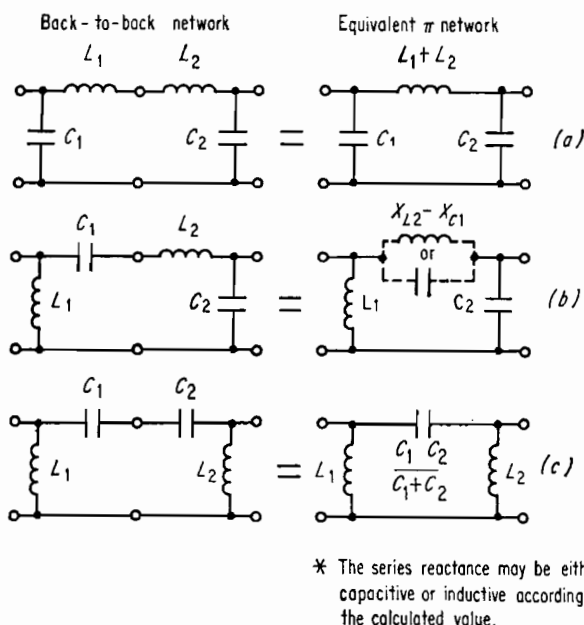 Back-to-back network
Equivalent π network
L1 L2
L1+L2
C1
C2
=
C1
C2
(a)
C1
L2
XL2-XC1
or
L1
C2
=
L1
C2
(b)
C1 C2
L1
L2
=
L1
C1 C2
C1+C2
L2
(c)
* The series reactance may be eith
capacitive or inductive according
the calculated value.